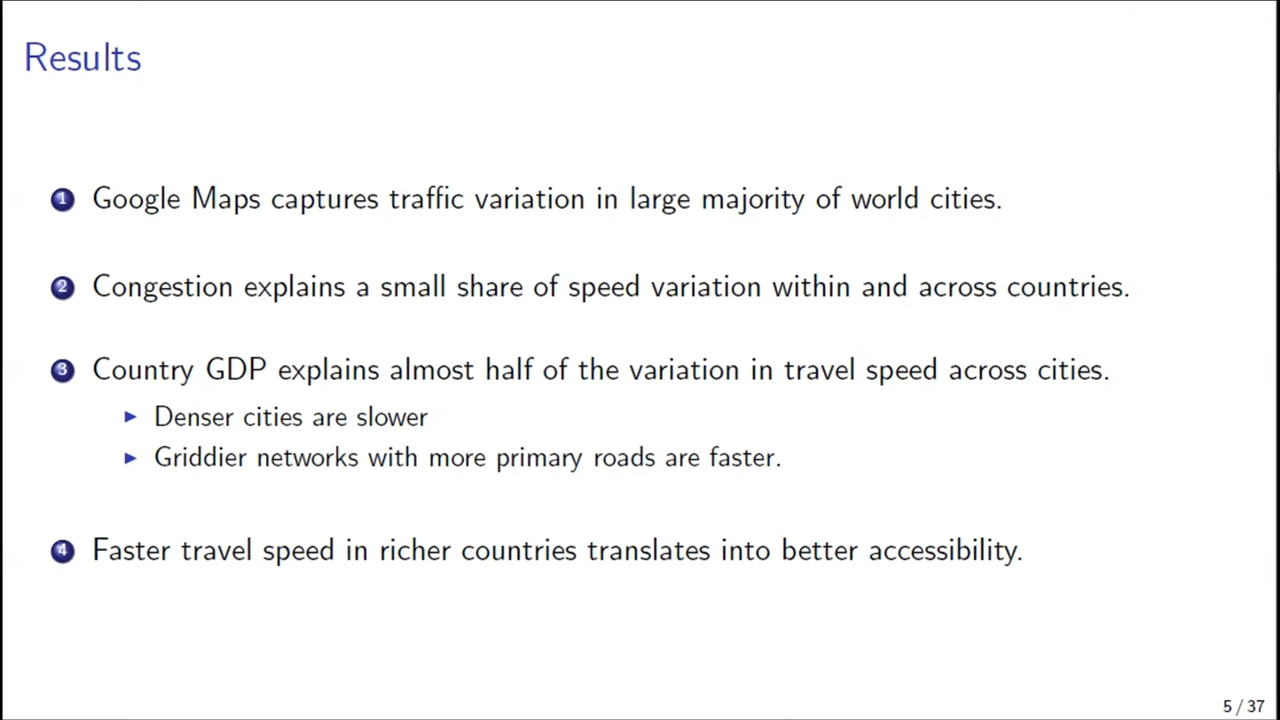 Results
1 Google Maps captures traffic variation in large majority of world cities.
2 Congestion explains a small share of speed variation within and across countries.
3 Country GDP explains almost half of the variation in travel speed across cities.
▶ Denser cities are slower
▶ Griddier networks with more primary roads are faster.
4 Faster travel speed in richer countries translates into better accessibility.
5 / 37